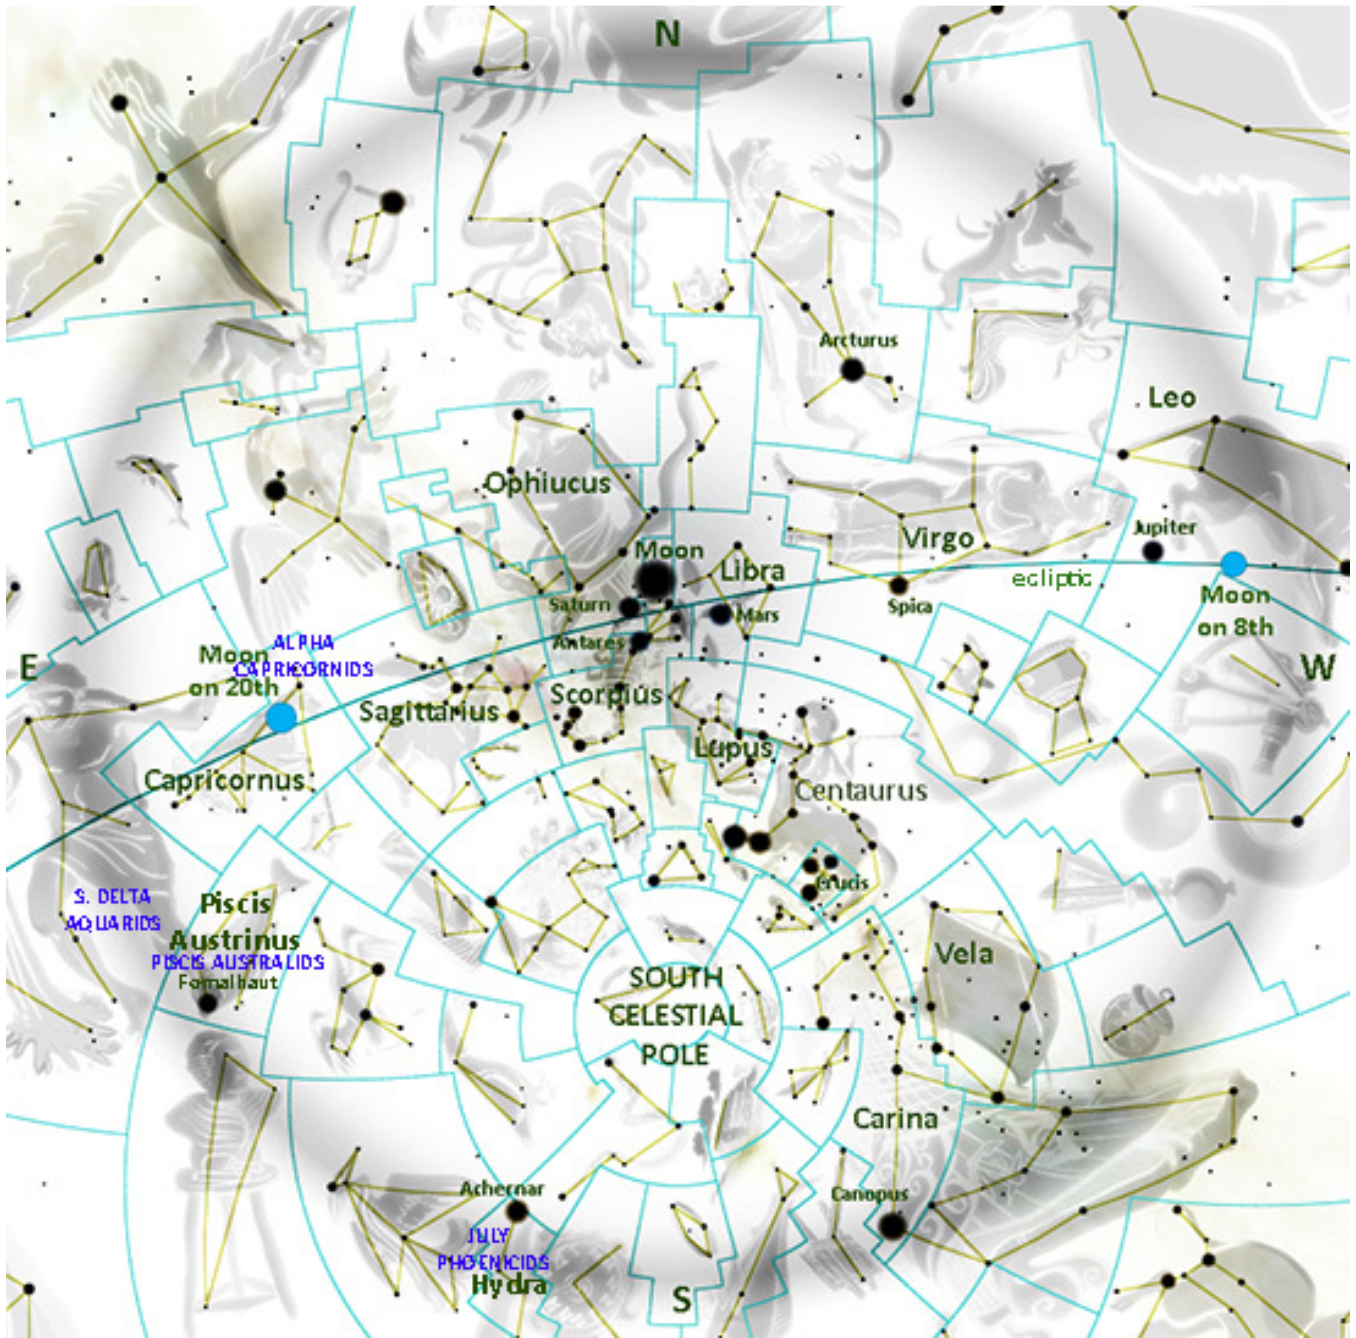 N
Arcturus
Leo
Ophiucus
Moon
Virgo
Jupiter
Libra
ecliptic
Saturn
Mars
Spica
Moon
on 8th
Antares
E
ALPHA
CAPRICORNIDS
Moon
on 20th
W
Scorpius
Sagittarius
Lupus
Capricornus
Centaurus
Crucis
S. DELTA
AQUARIDS
Piscis
Austrinus
PISCIS AUSTRALIDS
Fomalhaut
Vela
SOUTH
CELESTIAL
POLE
Carina
Achernar
Canopus
JULY
PHOENICIDS
Hydra
S